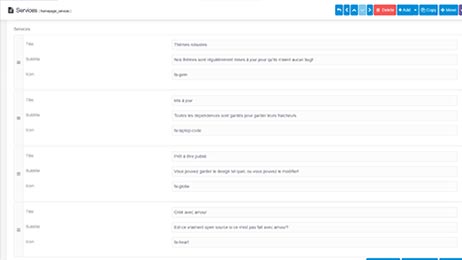 Services (homepage_services)
Delete
Add
Copy
Move
Services
Title
Thèmes robustes
Subtitle
Nos thèmes sont régulièrement testés à jour pour qu'ils n'aient aucun bug!
Icon
fa-gem
Title
Mis à jour
Subtitle
Toutes les dépendances sont gardés pour garder leurs fraîcheurs.
Icon
fa-laptop-code
Title
Prêt à être publié
Subtitle
Vous pouvez garder le design tel quel, ou vous pouvez le modifier!
Icon
fa-globe
Title
Créé avec amour
Subtitle
Est-ce vraiment open source si ce n'est pas fait avec amour?
Icon
fa-heart